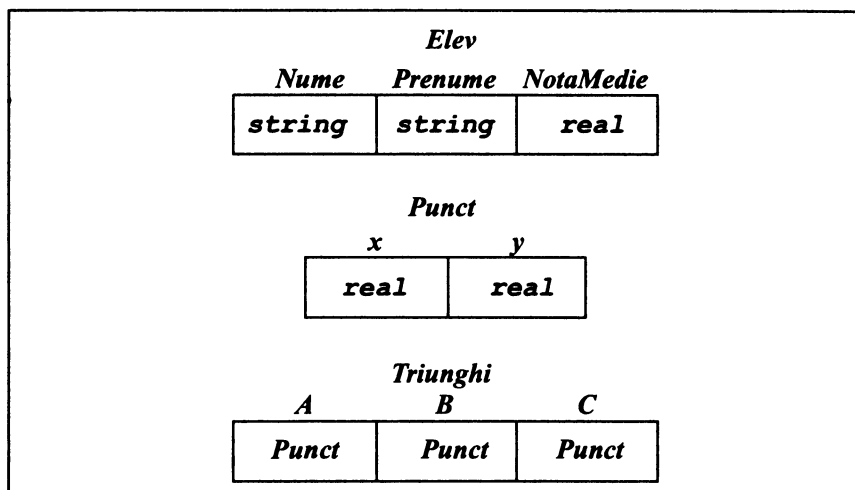 Elev
Nume Prenume NotaMedie
string string real
Punct
x y
real real
Triunghi
A B C
Punct Punct Punct